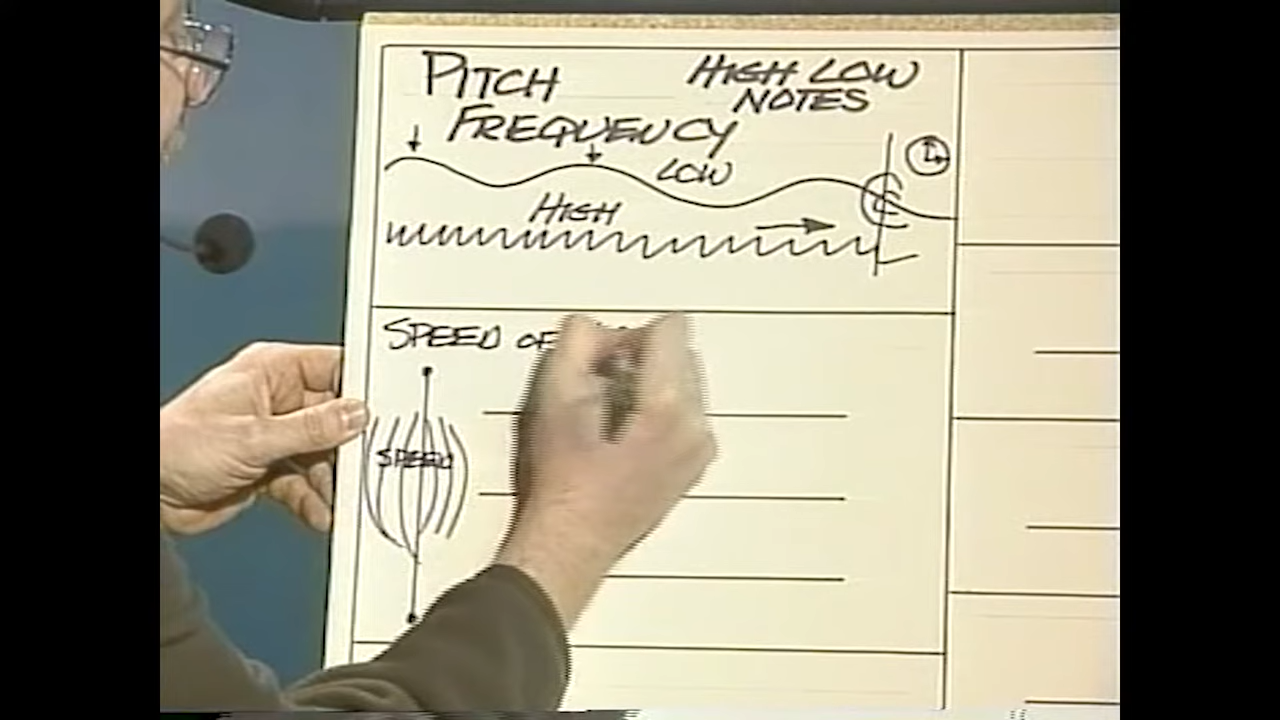 PITCH
HIGH LOW
NOTES
FREQUENCY
LOW
HIGH
SPEED OF
SPEED